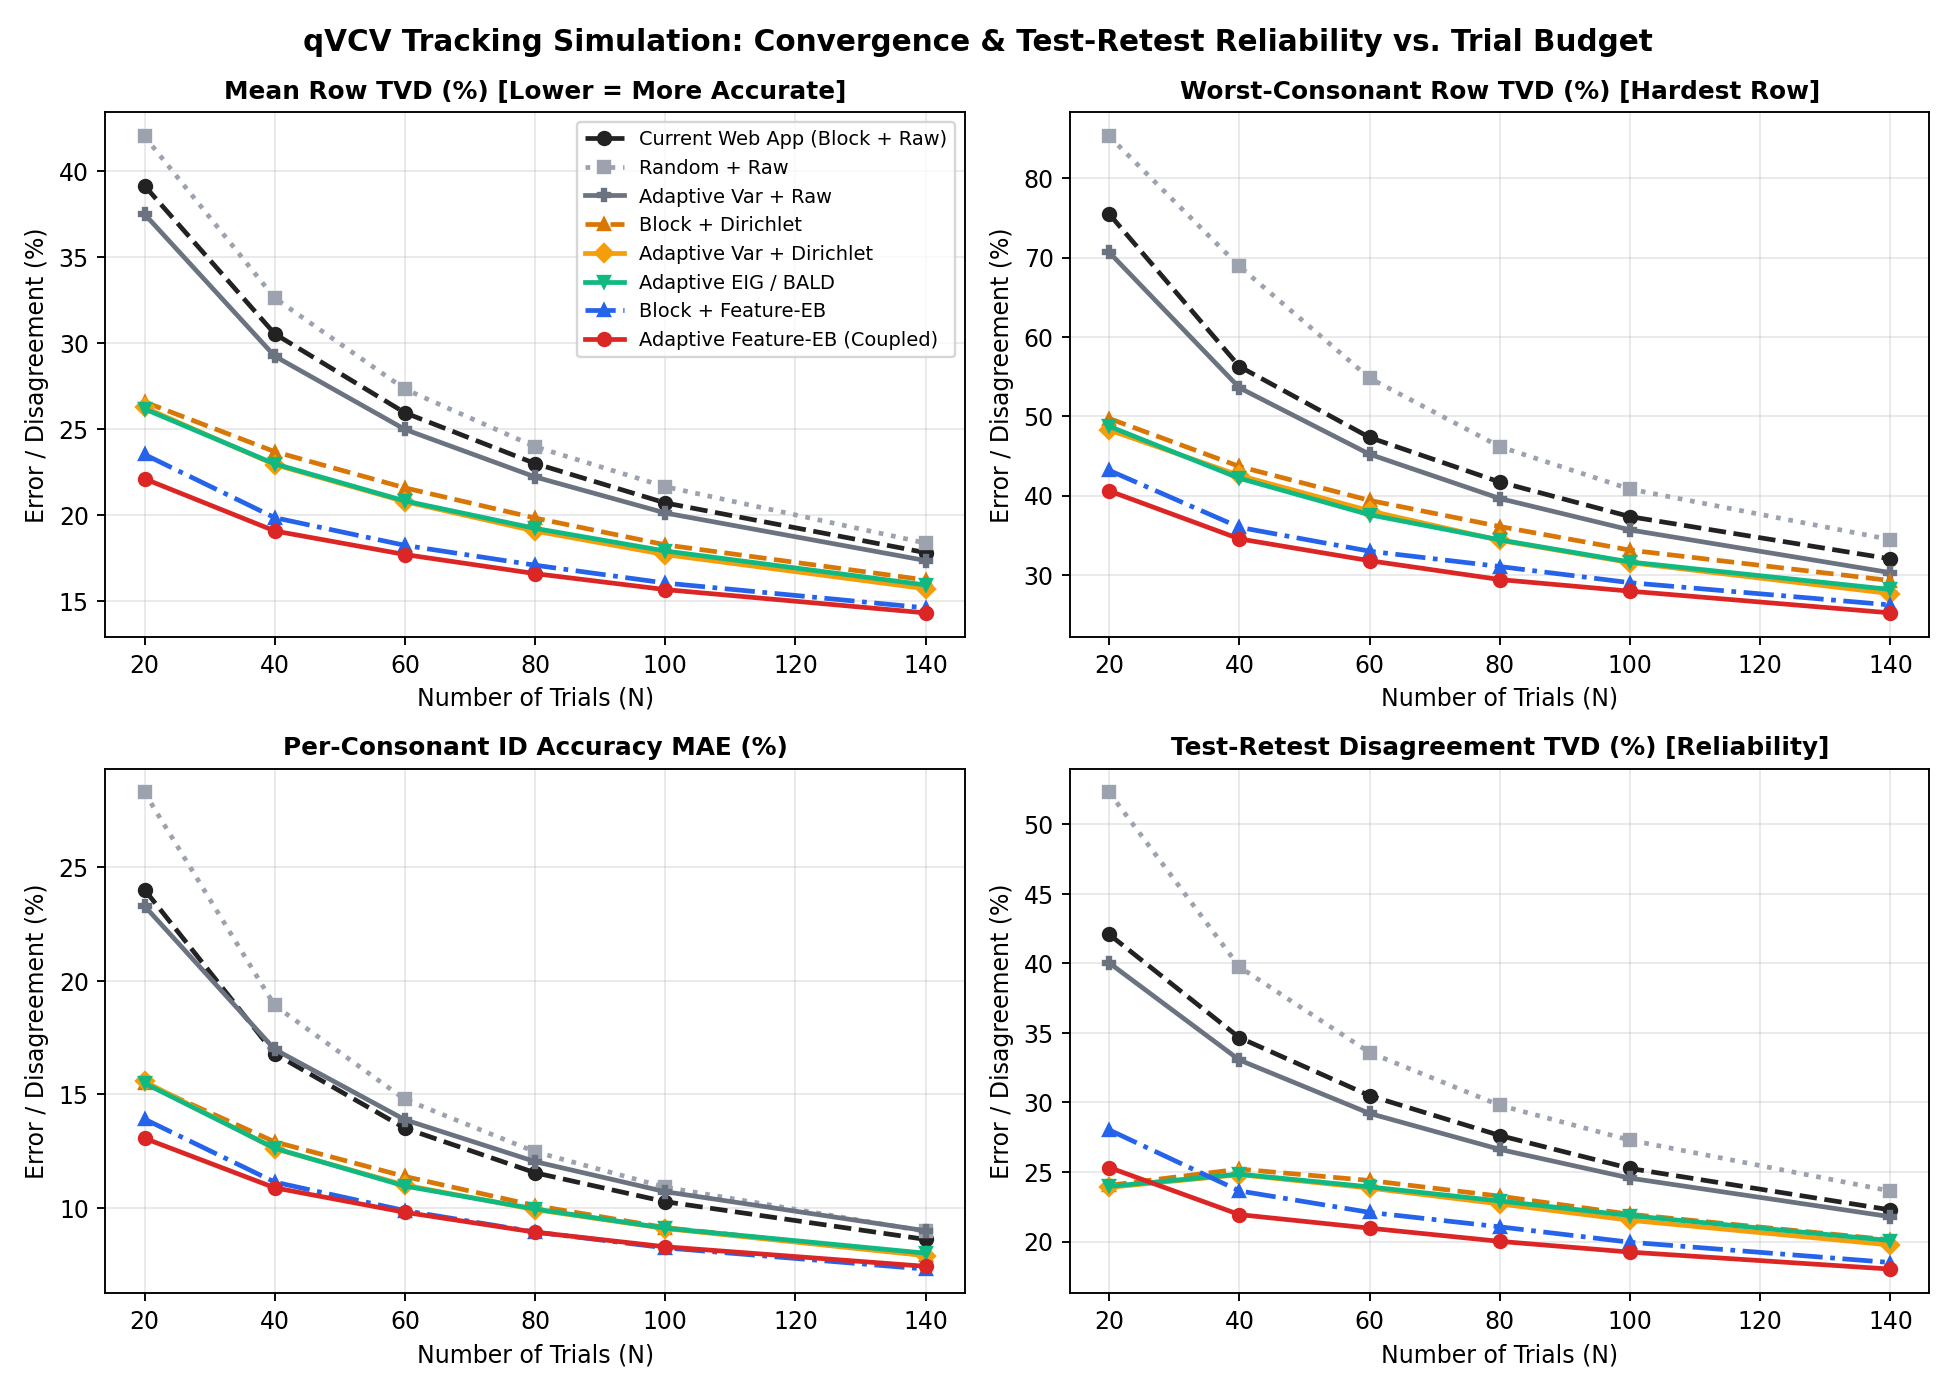 qVCV Tracking Simulation: Convergence & Test-Retest Reliability vs. Trial Budget
Mean Row TVD (%) [Lower = More Accurate]
Error / Disagreement (%)
40
35
30
25
20
15
Current Web App (Block + Raw)
Random + Raw
Adaptive Var + Raw
Block + Dirichlet
Adaptive Var + Dirichlet
Adaptive EIG / BALD
Block + Feature-EB
Adaptive Feature-EB (Coupled)
20 40 60 80 100 120 140
Number of Trials (N)
Worst-Consonant Row TVD (%) [Hardest Row]
Error / Disagreement (%)
80
70
60
50
40
30
20 40 60 80 100 120 140
Number of Trials (N)
Per-Consonant ID Accuracy MAE (%)
Error / Disagreement (%)
25
20
15
10
20 40 60 80 100 120 140
Number of Trials (N)
Test-Retest Disagreement TVD (%) [Reliability]
Error / Disagreement (%)
50
45
40
35
30
25
20
20 40 60 80 100 120 140
Number of Trials (N)